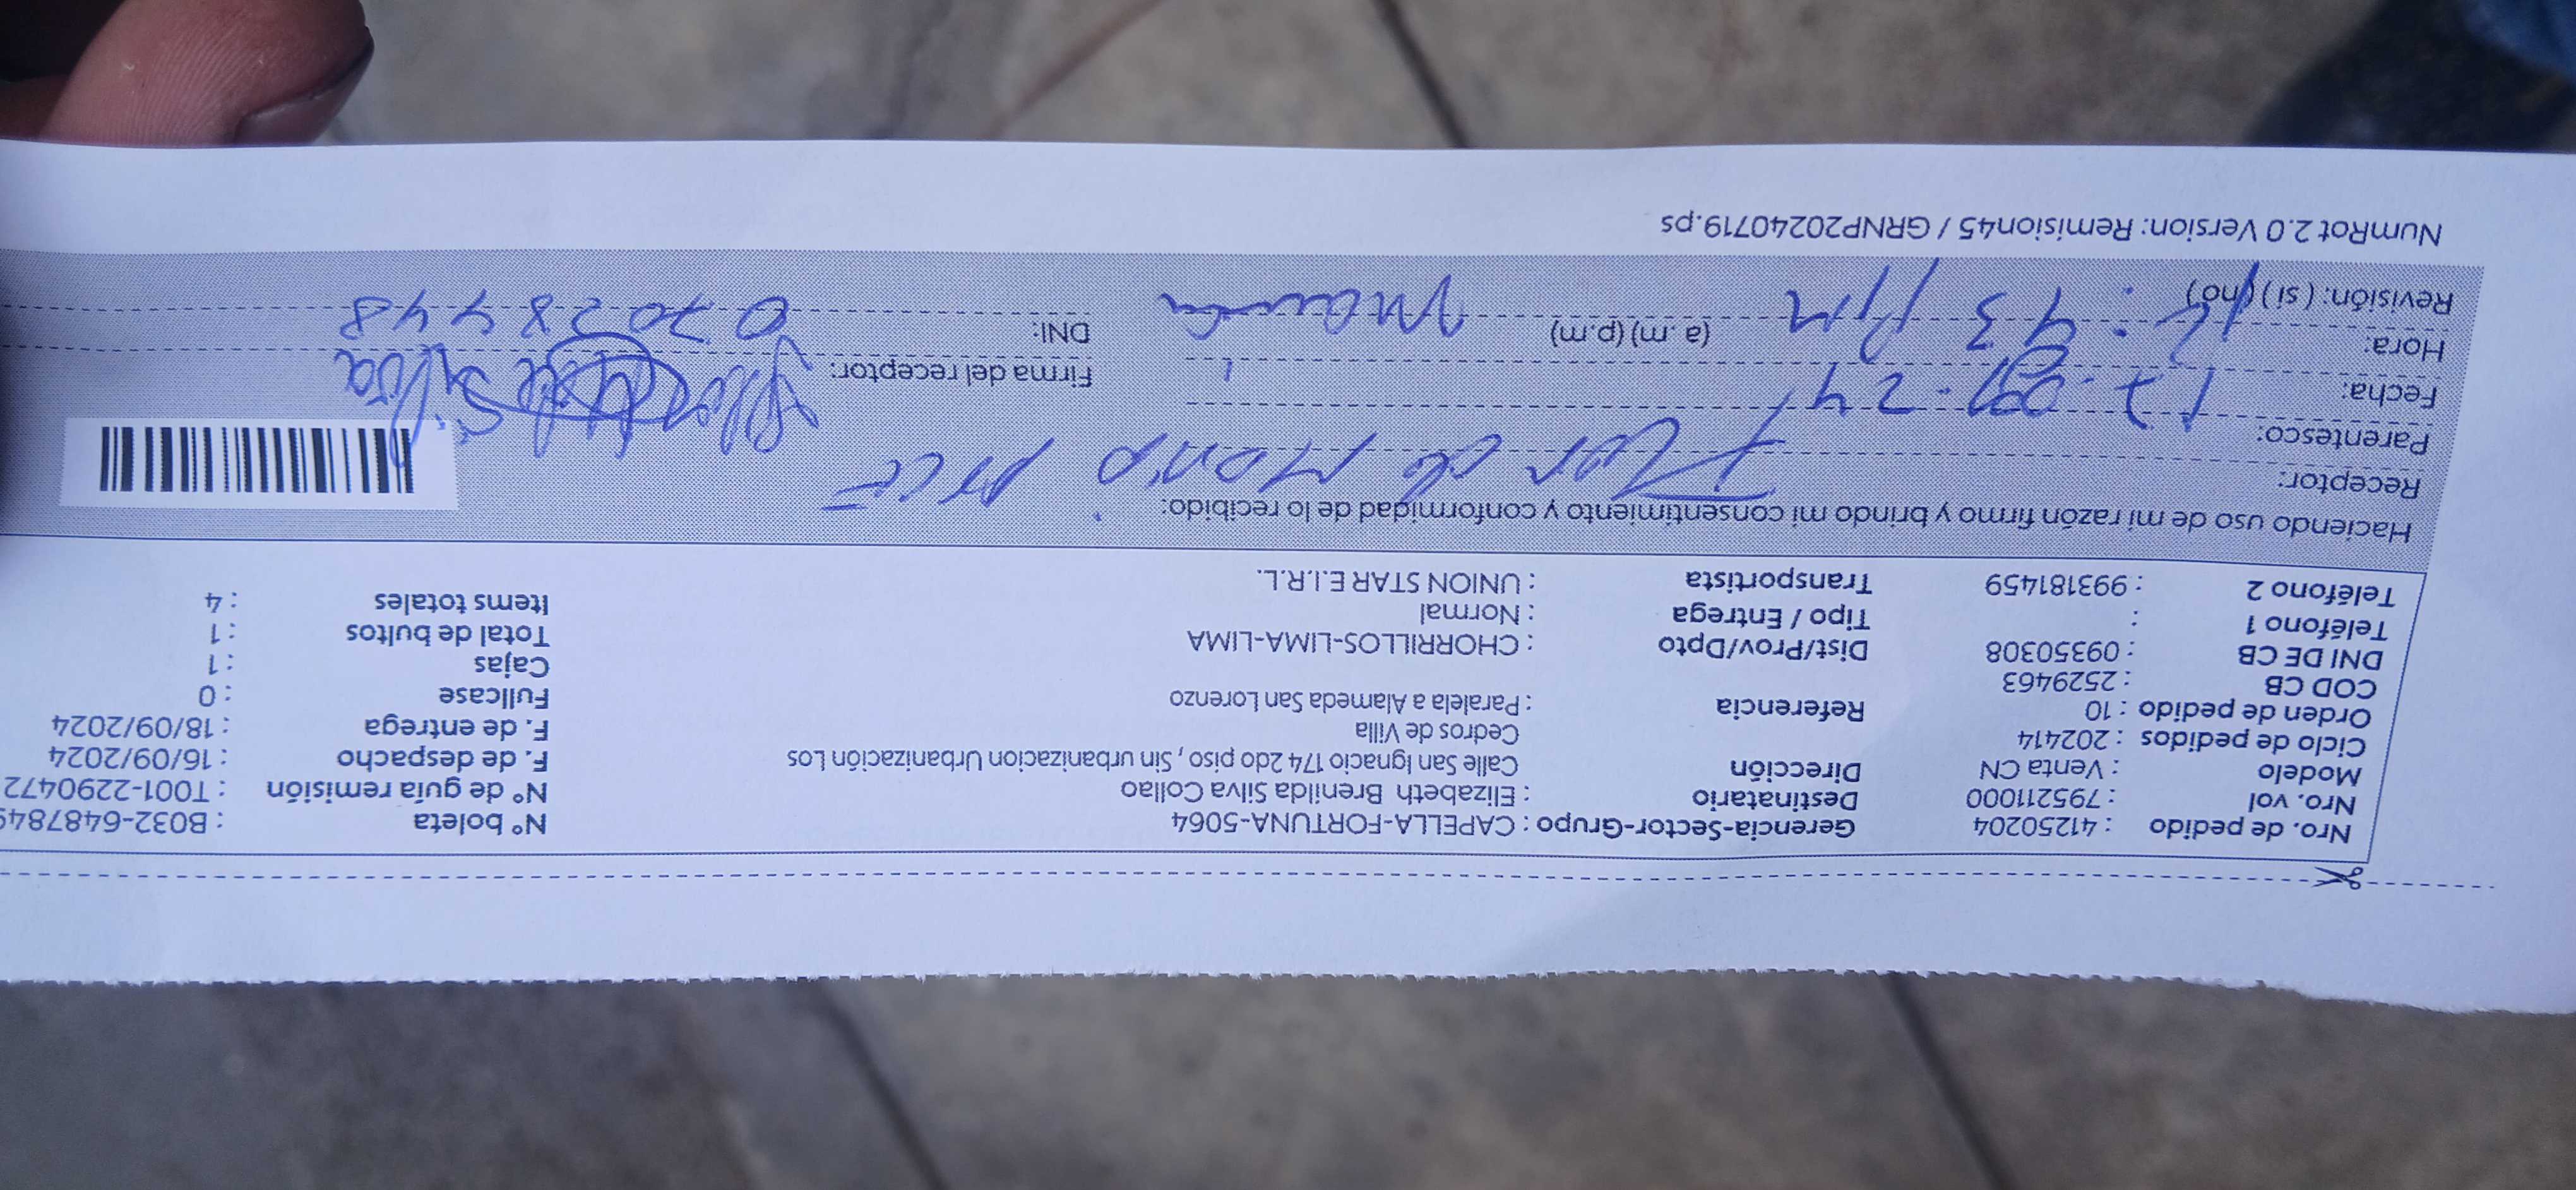 Nro. de pedido : 41250204 Gerencia-Sector-Grupo : CAPELLA-FORTUNA-5064 N° boleta : B032-6487849
Nro. vol : 795211000 Destinatario : Elizabeth Brenilda Silva Collao N° de guía remisión : T001-2290472
Modelo : Venta CN Dirección Calle San Ignacio 174 2do piso , Sin urbanizacion Urbanización Los F. de despacho : 16/09/2024
Ciclo de pedidos : 202414 Cedros de Villa F. de entrega : 18/09/2024
Orden de pedido : 10 Referencia : Paralela a Alameda San Lorenzo Fullcase : 0
COD CB : 2529463 Cajas : 1
DNI DE CB : 09350308 Dist/Prov/Dpto : CHORRILLOS-LIMA-LIMA Total de bultos : 1
Teléfono 1 : Tipo / Entrega : Normal Items totales : 4
Teléfono 2 : 993181459 Transportista : UNION STAR E.I.R.L.
Haciendo uso de mi razón firmo y brindo mi consentimiento y conformidad de lo recibido:
Receptor: Flor de Maria
Parentesco:
Fecha: 17-09-24 Firma del receptor: Silva
Hora: 43 PM (a. m) (p.m) DNI: 07028448
Revisión: ( si ) ( no)
NumRot 2.0 Version: Remision45 / GRNP20240719.ps